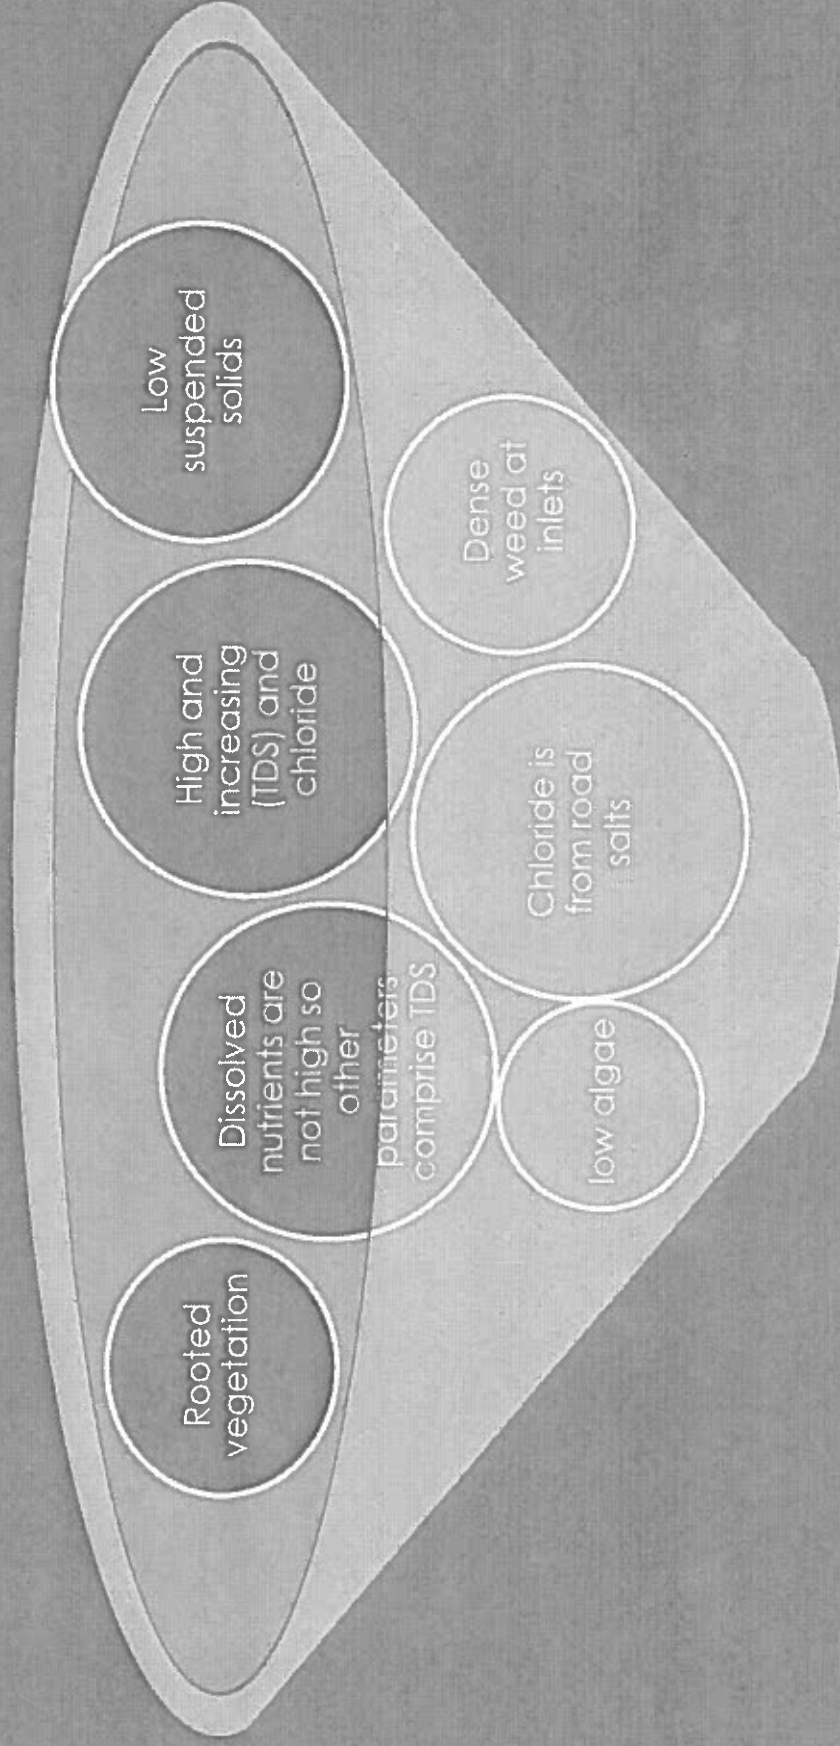 Rooted
vegetation
Dissolved
nutrients are
not high so
other
parameters
comprise TDS
High and
increasing
(TDS) and
chloride
Low
suspended
solids
low algae
Chloride is
from road
salts
Dense
weed at
inlets